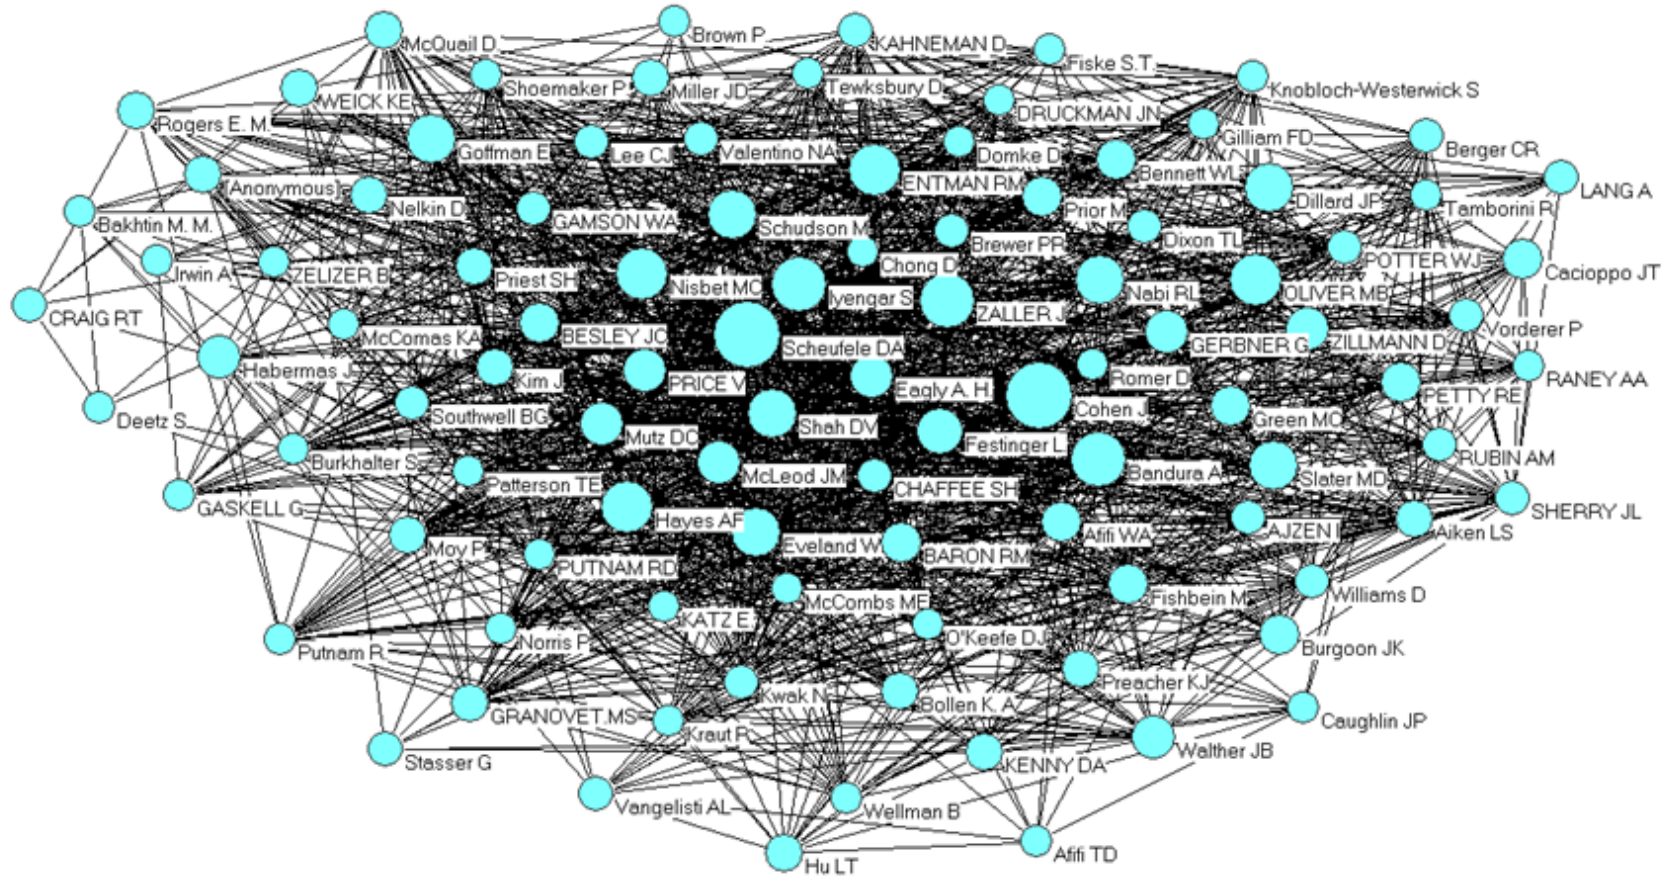 McQuail D.
Brown P.
KAHNEMAN D.
Fiske S.T.
WEICK KE
Shoemaker P
Miller JD
Tewksbury D
Knobloch-Westerwick S
Rogers E. M.
DRUCKMAN JN
Gilliam FD
Goffman E
Lee CJ
Valentino NA
Domke D
Berger CR
Bennett WL
[Anonymous]
ENTMAN RM
LANG A
Nelkin D
Prior M
Dillard JP
Tamborini R
Bakhtin M. M.
GAMSON WA
Schudson M
Brewer PR
Dixon TL
Irwin A
ZELIZER B
Priest SH
Chong D
POTTER WJ
Cacioppo JT
Nisbet MC
Iyengar S
ZALLER J
Nabi RL
OLIVER MB
CRAIG RT
McComas KA
BESLEY JC
Scheufele DA
GERBNER G
ZILLMANN D
Vorderer P
Habermas J
Kim J
PRICE V
Eagly A. H.
Romer D
RANEY AA
PETTY RE
Deetz S.
Southwell BG
Mutz DC
Shah DV
Cohen J
Green MC
Festinger L
Burkhalter S
McLeod JM
Bandura A
Slater MD
RUBIN AM
Patterson TE
CHAFFEE SH
GASKELL G
SHERRY JL
Hayes AF
Moy P
Eveland W
BARON RM
Afifi WA
AJZEN I
Aiken LS
PUTNAM RD
McCombs ME
Fishbein M
Williams D
KATZ E.
Norris P
O'Keefe DJ
Putnam R
Burgoon JK
Kwak N
Bollen K. A.
Preacher KJ
GRANOVET.MS
Kraut R
Caughlin JP
Stasser G
KENNY DA
Walther JB
Vangelisti AL
Wellman B
Hu LT
Afifi TD